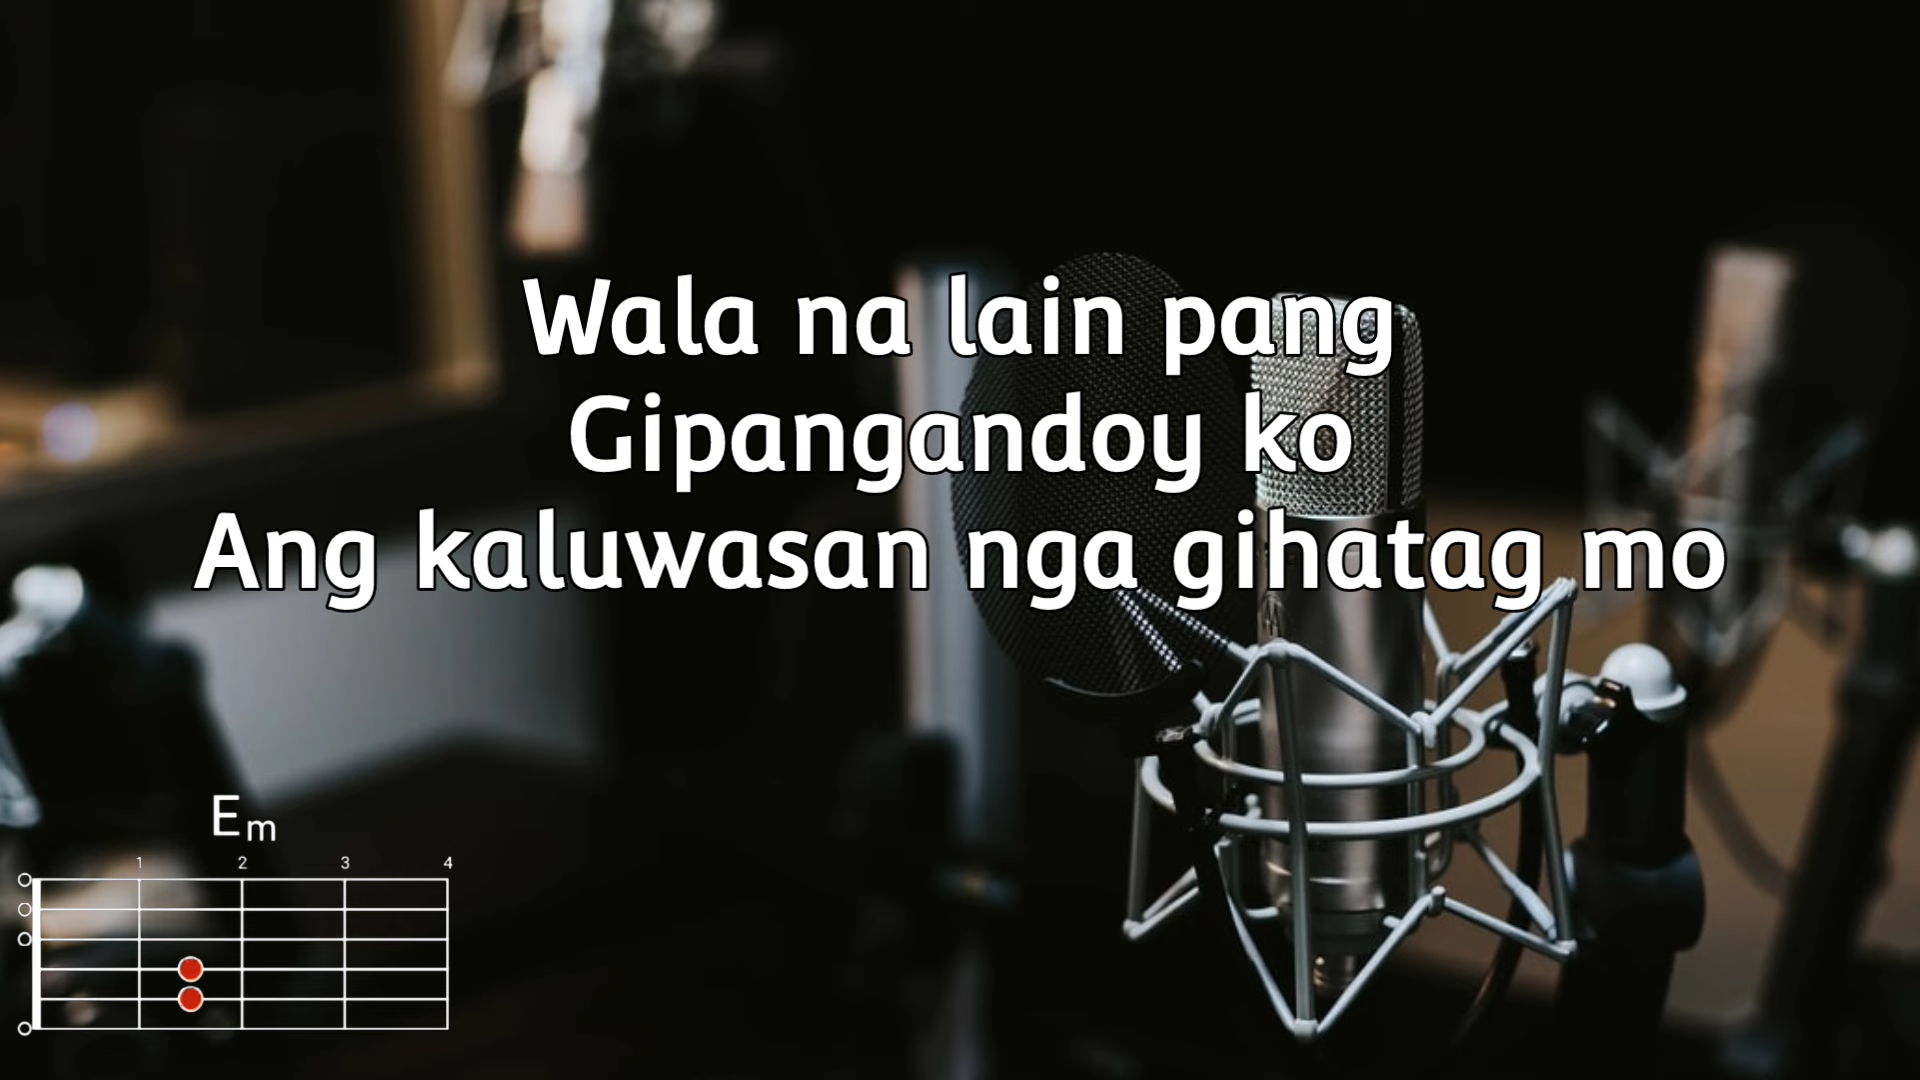 Wala na lain pang
Gipangandoy ko
Ang kaluwasan nga gihatag mo
Em
1 2 3 4